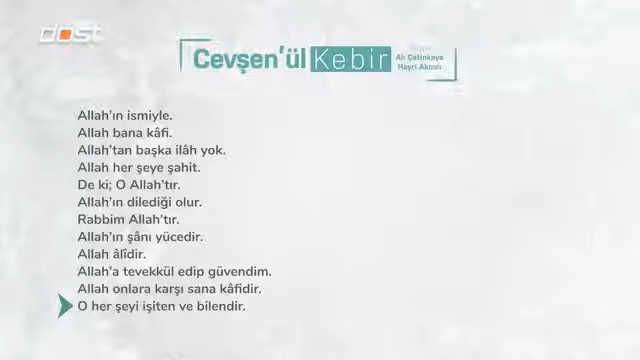 DOST
Cevşen'ül Kebir
Ali Çetinkaya
Hayri Akıncı
Allah'ın ismiyle.
Allah bana kâfi.
Allah'tan başka ilâh yok.
Allah her şeye şahit.
De ki; O Allah'tır.
Allah'ın dilediği olur.
Rabbim Allah'tır.
Allah'ın şânı yücedir.
Allah âlîdir.
Allah'a tevekkül edip güvendim.
Allah onlara karşı sana kâfidir.
O her şeyi işiten ve bilendir.